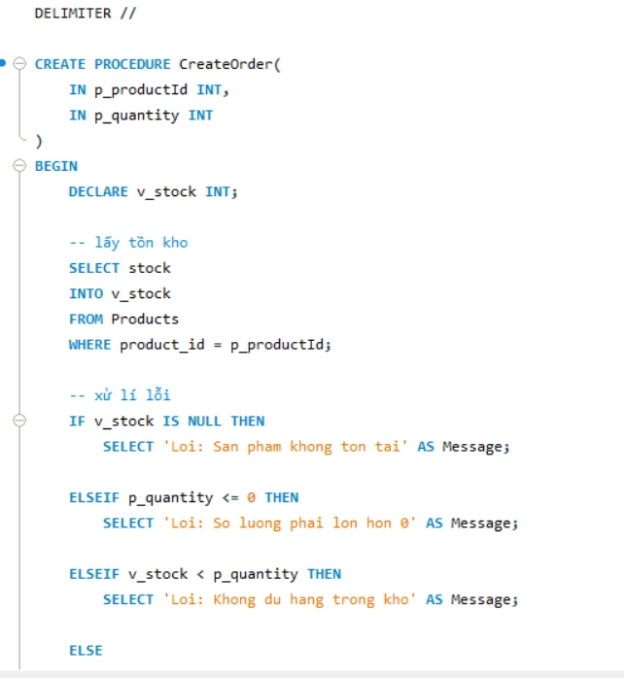 DELIMITER //
CREATE PROCEDURE CreateOrder(
IN p_productId INT,
IN p_quantity INT
)
BEGIN
DECLARE v_stock INT;
-- lấy tồn kho
SELECT stock
INTO v_stock
FROM Products
WHERE product_id = p_productId;
-- xử lí lỗi
IF v_stock IS NULL THEN
SELECT 'Loi: San pham khong ton tai' AS Message;
ELSEIF p_quantity <= 0 THEN
SELECT 'Loi: So luong phai lon hon 0' AS Message;
ELSEIF v_stock < p_quantity THEN
SELECT 'Loi: Khong du hang trong kho' AS Message;
ELSE